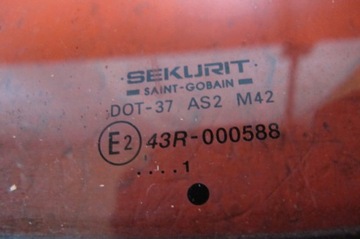 SEKURIT
SAINT-GOBAIN
DOT-37 AS2 M42
E2 43R-000588
....1